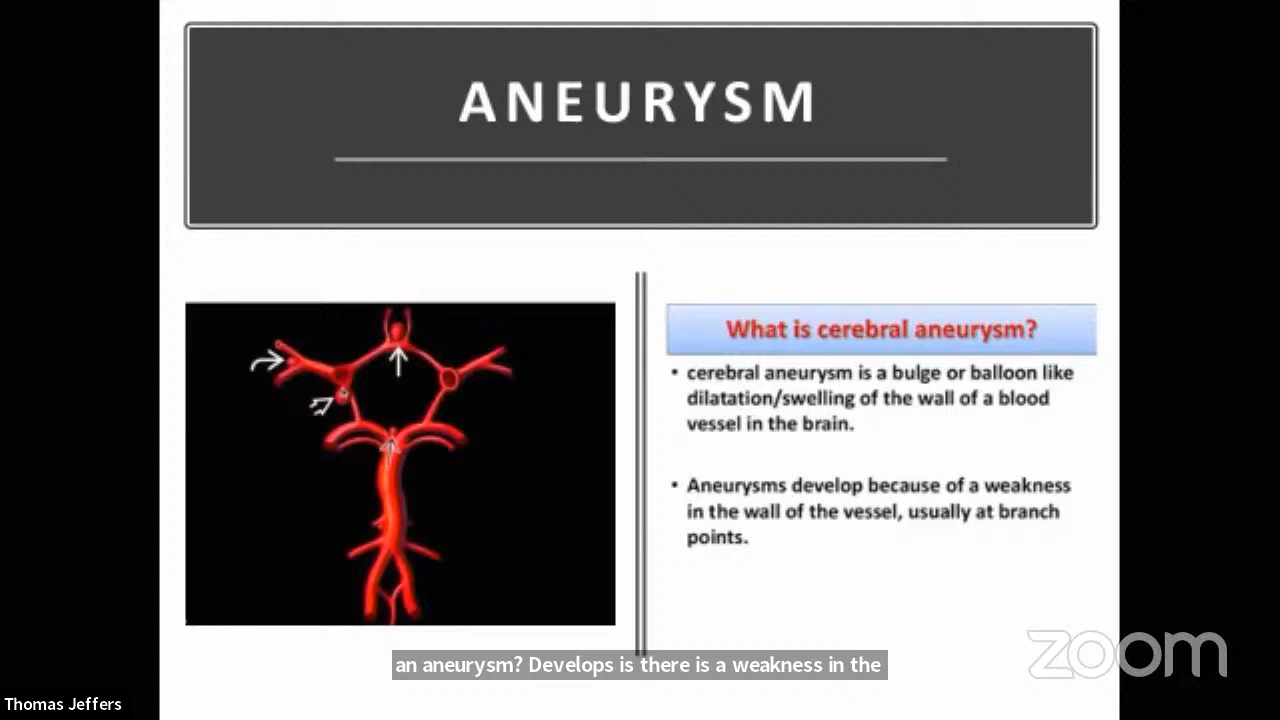 ANEURYSM
What is cerebral aneurysm?
• cerebral aneurysm is a bulge or balloon like
dilatation/swelling of the wall of a blood
vessel in the brain.
• Aneurysms develop because of a weakness
in the wall of the vessel, usually at branch
points.
zoom
an aneurysm? Develops is there is a weakness in the
Thomas Jeffers